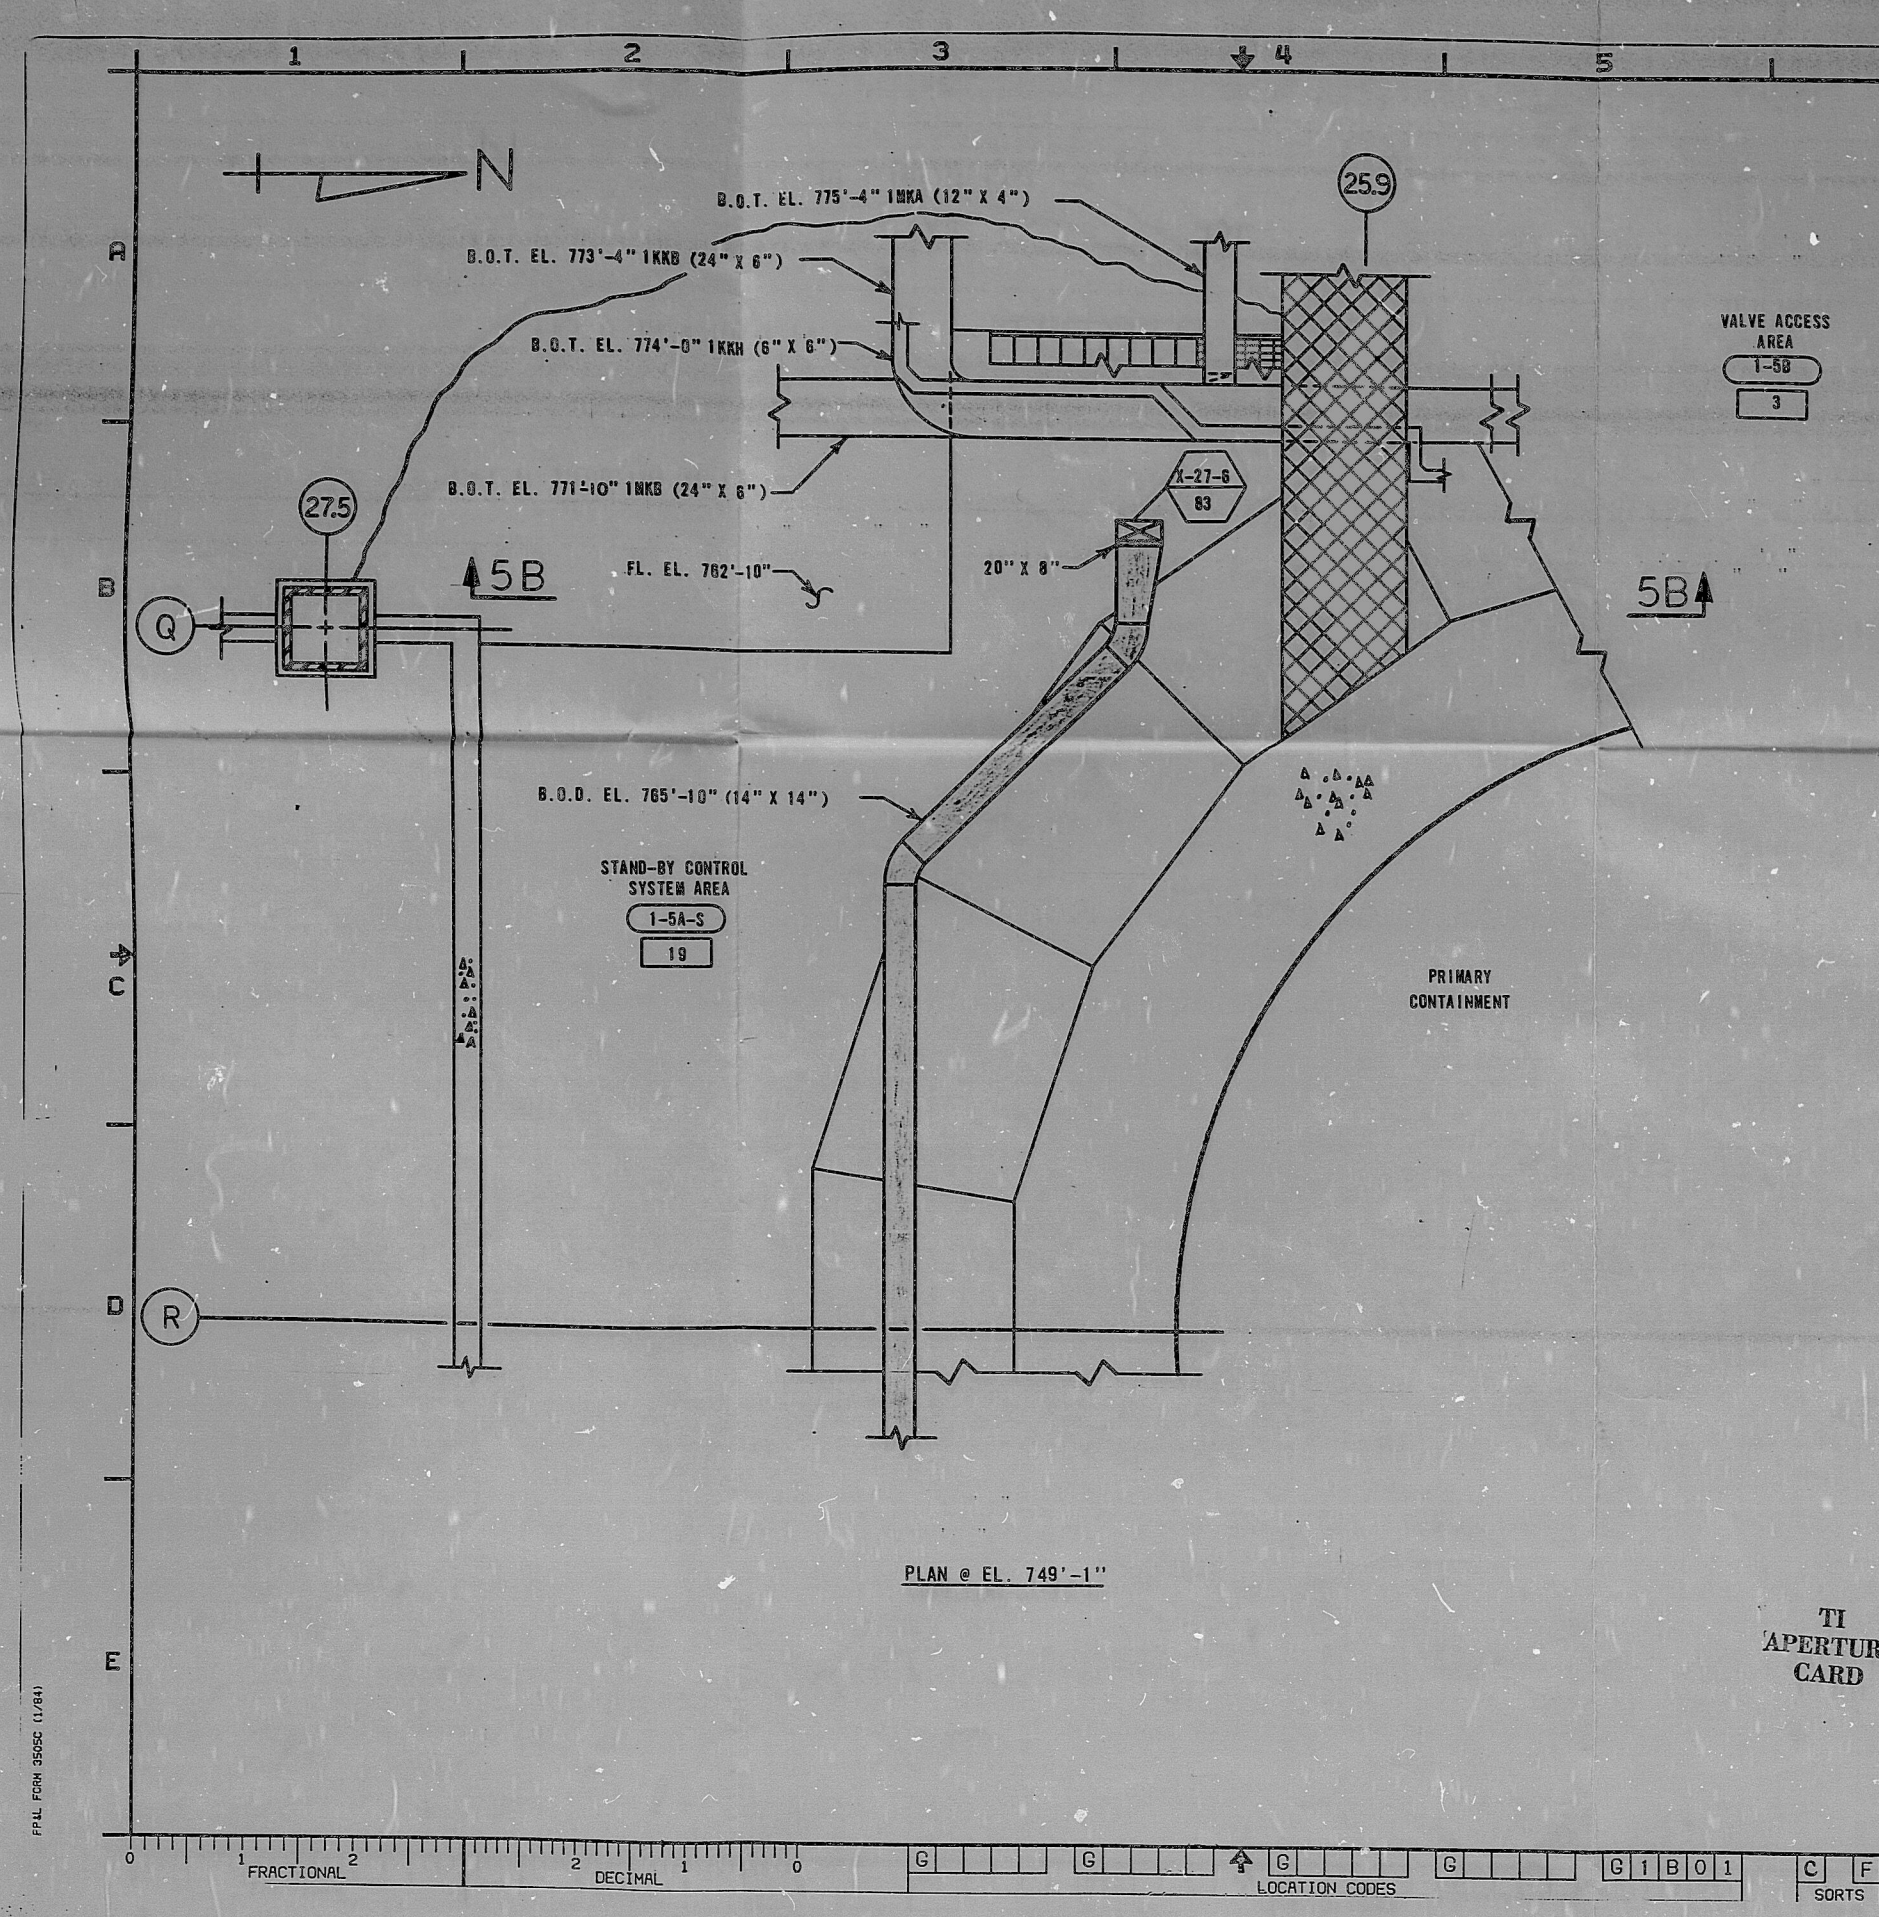 1 2 3 4 5
N
25.9
B.O.T. EL. 775'-4" 1MKA (12" X 4")
A
B.O.T. EL. 773'-4" 1KKB (24" X 6")
VALVE ACCESS
AREA
1-5B
3
B.O.T. EL. 774'-0" 1KKH (6" X 6")
X-27-6
83
B.O.T. EL. 771'-10" 1MKB (24" X 6")
27.5
5B
FL. EL. 762'-10"
20" X 8"
B
5B
Q
B.O.D. EL. 765'-10" (14" X 14")
STAND-BY CONTROL
SYSTEM AREA
1-5A-S
19
C
PRIMARY
CONTAINMENT
D
R
PLAN @ EL. 749'-1"
TI
APERTUR
CARD
E
PP&L FORM 3505C (1/84)
0 1 2 2 1 0
FRACTIONAL DECIMAL
G G G G G 1 B 0 1 C F
LOCATION CODES SORTS